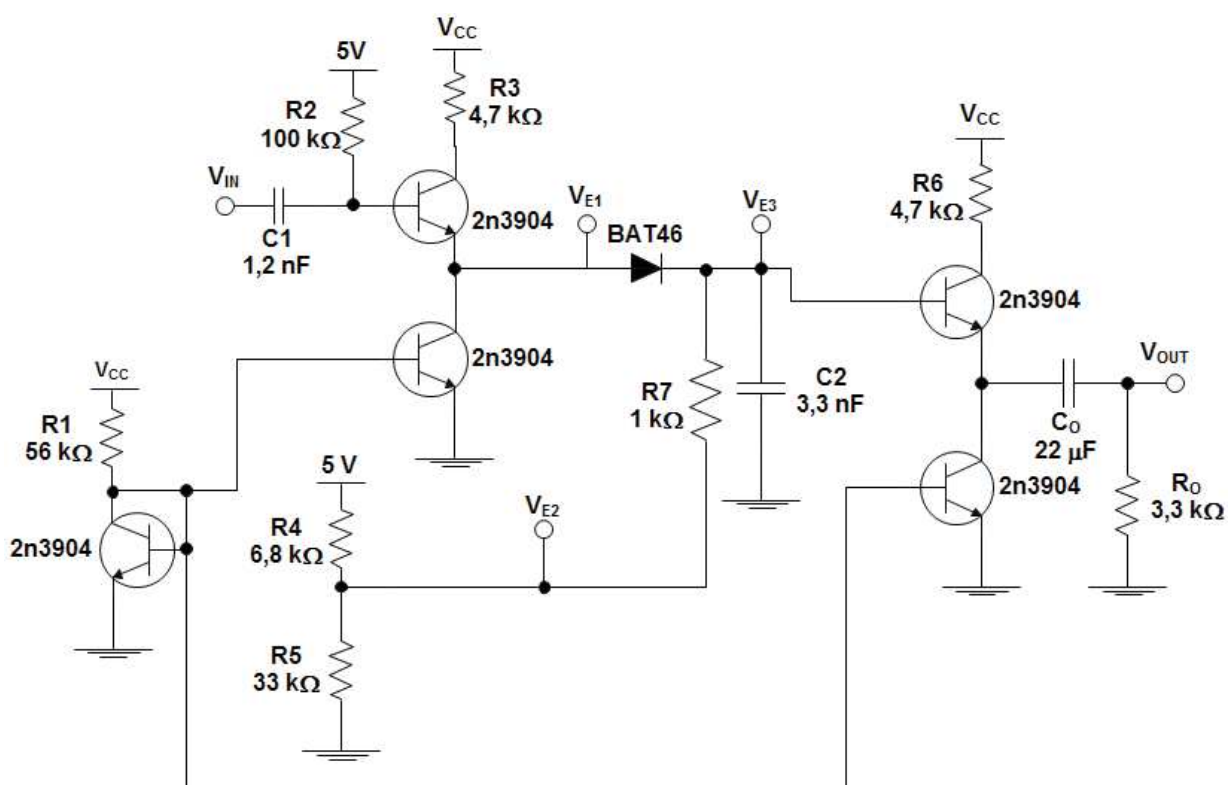 VCC
5V
R3
4,7 kΩ
R2
100 kΩ
VCC
VIN
VE1
VE3
R6
4,7 kΩ
2n3904
BAT46
C1
1,2 nF
2n3904
2n3904
VOUT
VCC
R1
56 kΩ
R7
1 kΩ
C2
3,3 nF
CO
22 μF
5 V
2n3904
RO
3,3 kΩ
R4
6,8 kΩ
VE2
2n3904
R5
33 kΩ